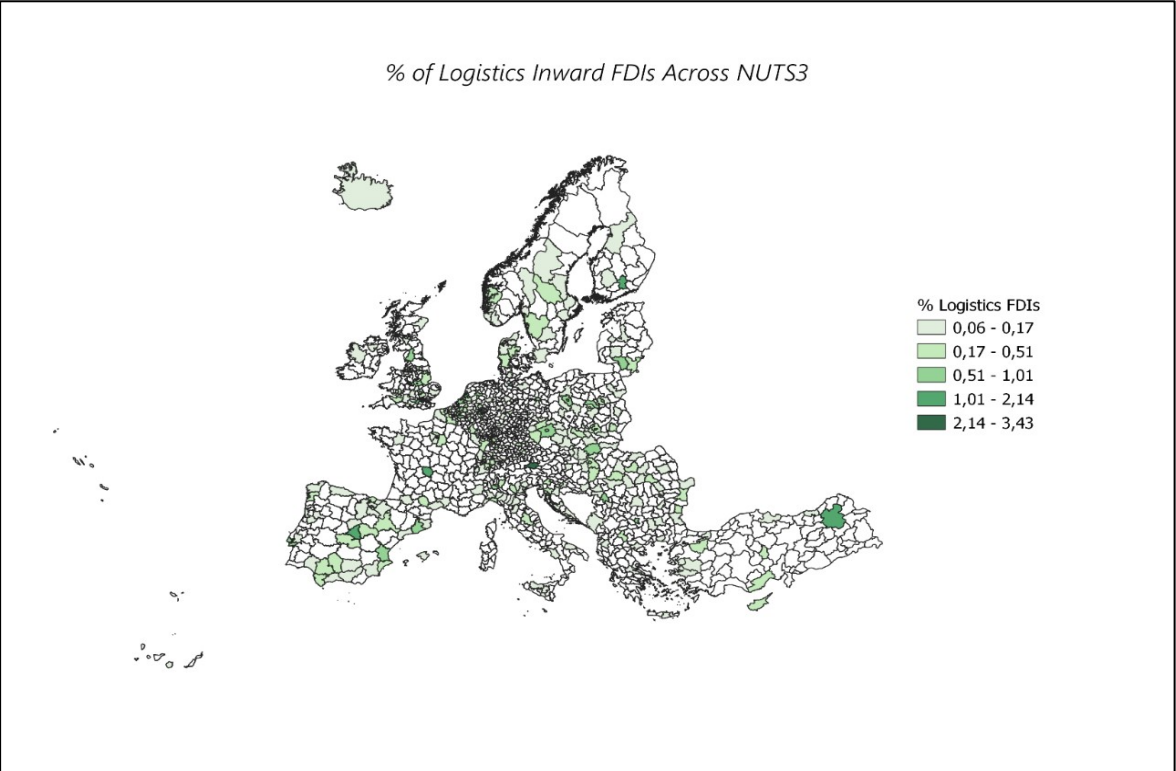 % of Logistics Inward FDIs Across NUTS3
% Logistics FDIs
0,06 - 0,17
0,17 - 0,51
0,51 - 1,01
1,01 - 2,14
2,14 - 3,43